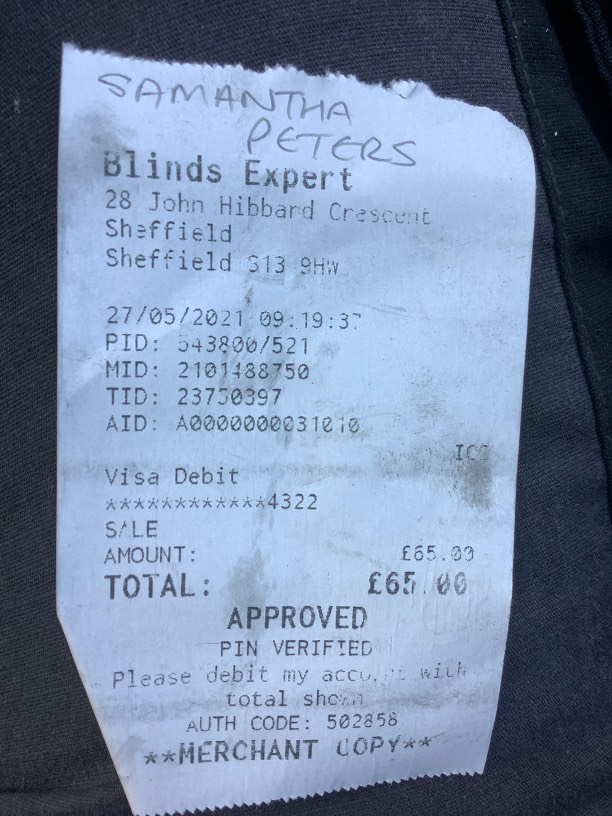 SAMANTHA
PETERS
Blinds Expert
28 John Hibbard Crescent
Sheffield
Sheffield S13 9HW
27/05/2021 09:19:37
PID: 543800/521
MID: 2101488750
TID: 23750397
AID: A0000000031010
Visa Debit
************4322
SALE
AMOUNT: £65.00
TOTAL: £65.00
APPROVED
PIN VERIFIED
Please debit my account with
total shown
AUTH CODE: 502858
**MERCHANT COPY**